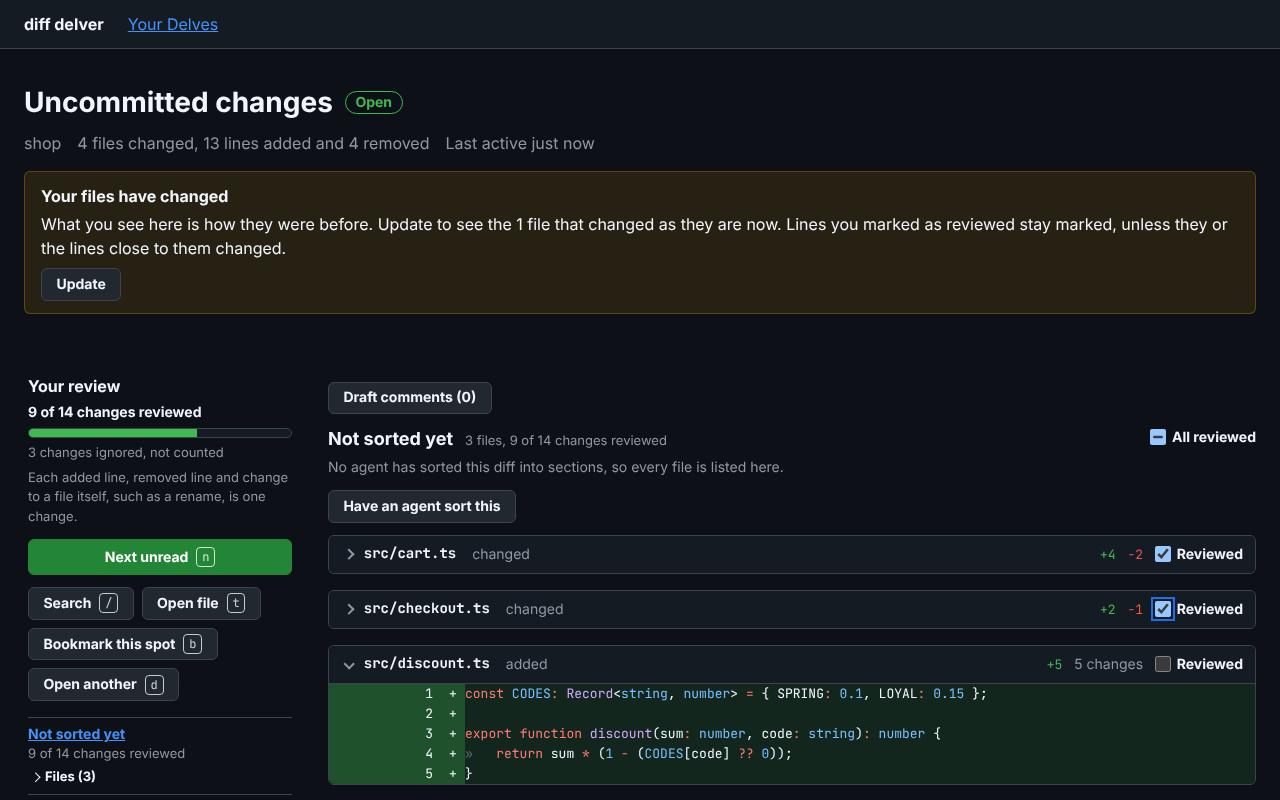 diff delver Your Delves
Uncommitted changes Open
shop 4 files changed, 13 lines added and 4 removed Last active just now
Your files have changed
What you see here is how they were before. Update to see the 1 file that changed as they are now. Lines you marked as reviewed stay marked, unless they or
the lines close to them changed.
Update
Your review
9 of 14 changes reviewed
3 changes ignored, not counted
Each added line, removed line and change
to a file itself, such as a rename, is one
change.
Next unread n
Search / Open file t
Bookmark this spot b
Open another d
Not sorted yet
9 of 14 changes reviewed
Files (3)
Draft comments (0)
Not sorted yet 3 files, 9 of 14 changes reviewed All reviewed
No agent has sorted this diff into sections, so every file is listed here.
Have an agent sort this
src/cart.ts changed +4 -2 Reviewed
src/checkout.ts changed +2 -1 Reviewed
src/discount.ts added +5 5 changes Reviewed
1 + const CODES: Record<string, number> = { SPRING: 0.1, LOYAL: 0.15 };
2 +
3 + export function discount(sum: number, code: string): number {
4 + » return sum * (1 - (CODES[code] ?? 0));
5 + }